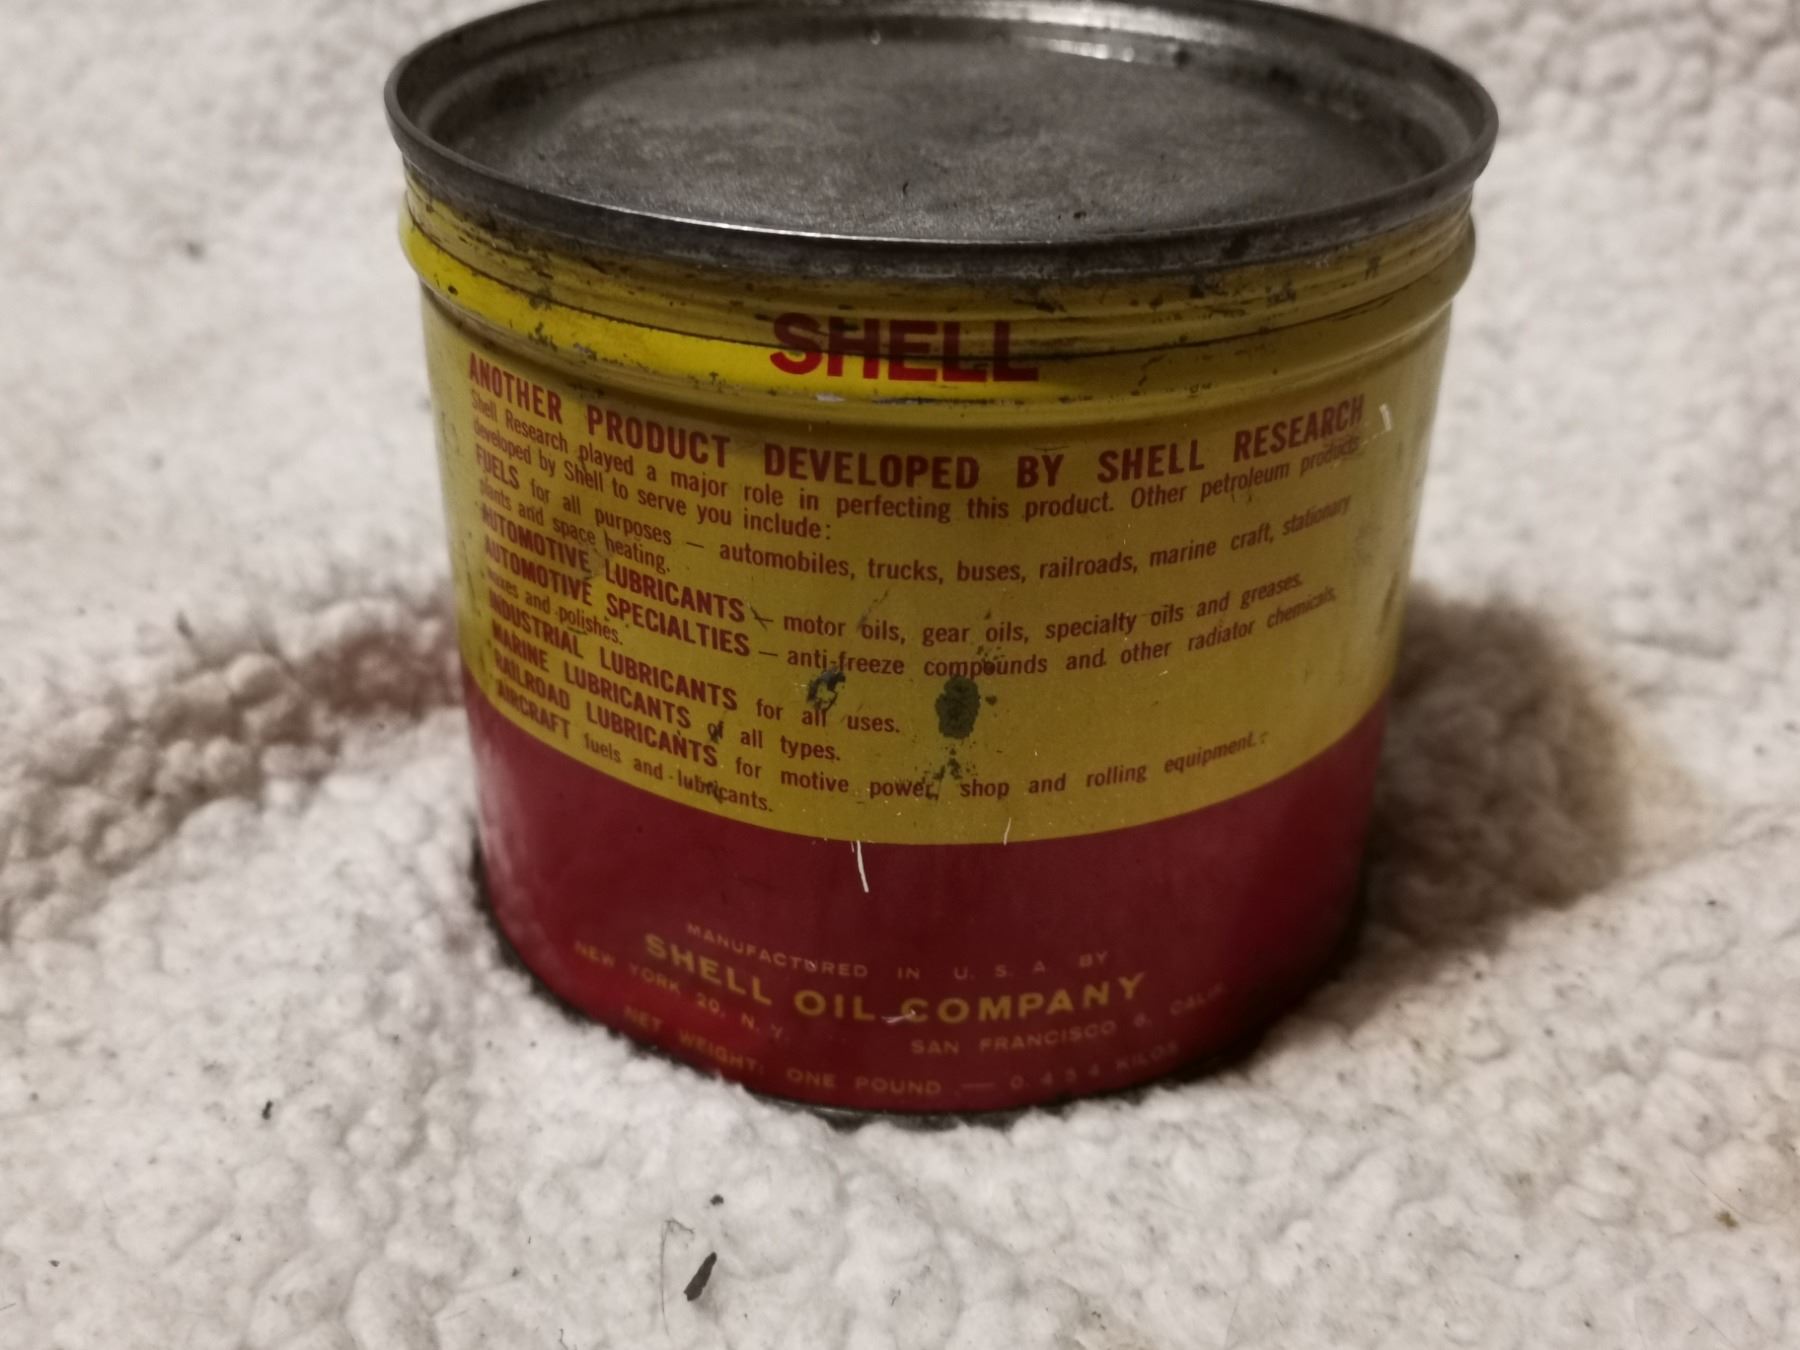 SHELL
ANOTHER PRODUCT DEVELOPED BY SHELL RESEARCH
Shell Research played a major role in perfecting this product. Other petroleum products
developed by Shell to serve you include:
FUELS for all purposes — automobiles, trucks, buses, railroads, marine craft, stationary
plants and space heating.
AUTOMOTIVE LUBRICANTS — motor oils, gear oils, specialty oils and greases.
AUTOMOTIVE SPECIALTIES — anti-freeze compounds and other radiator chemicals,
waxes and polishes.
INDUSTRIAL LUBRICANTS for all uses.
MARINE LUBRICANTS of all types.
RAILROAD LUBRICANTS for motive power, shop and rolling equipment.
AIRCRAFT fuels and lubricants.
MANUFACTURED IN U. S. A. BY
SHELL OIL COMPANY
NEW YORK 20, N. Y. SAN FRANCISCO 6, CALIF.
NET WEIGHT: ONE POUND — 0.454 KILOS